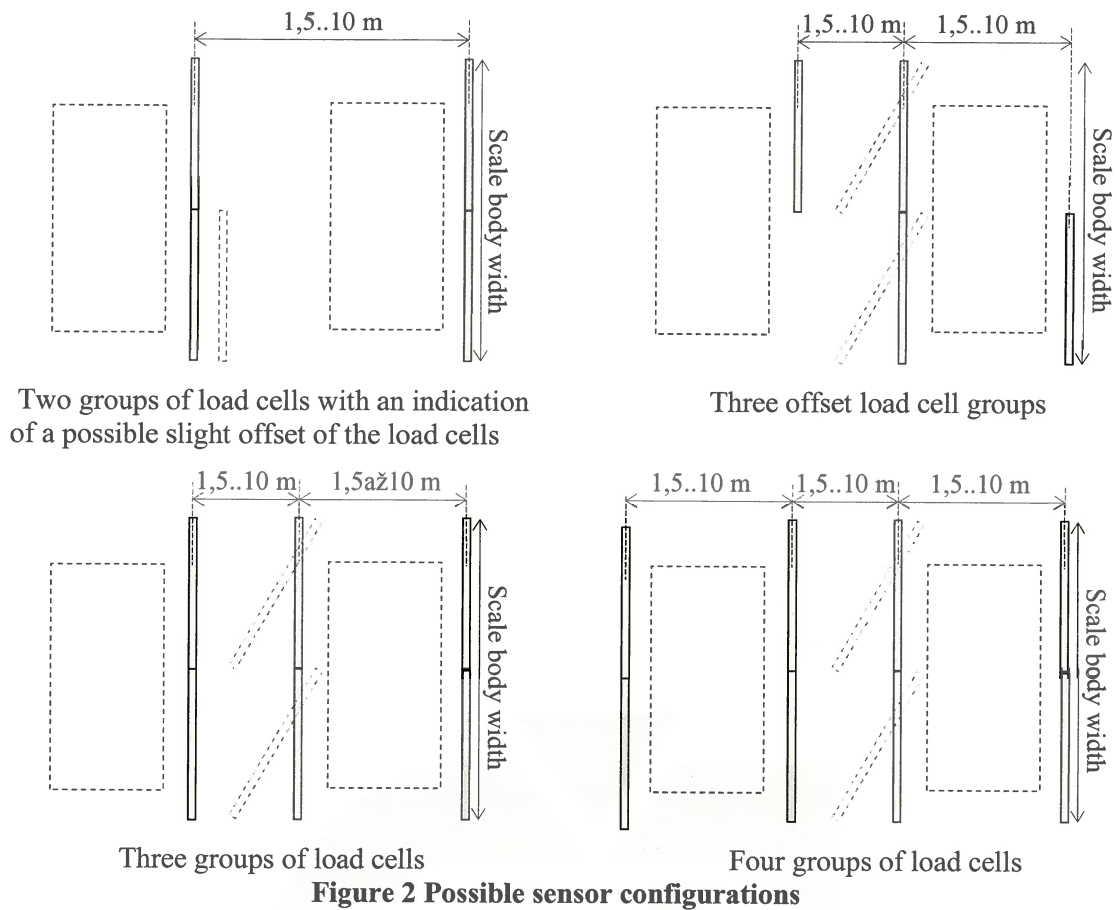 1,5..10 m
Scale body width
Two groups of load cells with an indication
of a possible slight offset of the load cells
1,5..10 m 1,5..10 m
Scale body width
Three offset load cell groups
1,5..10 m 1,5až10 m
Scale body width
Three groups of load cells
1,5..10 m 1,5..10 m 1,5..10 m
Scale body width
Four groups of load cells
Figure 2 Possible sensor configurations